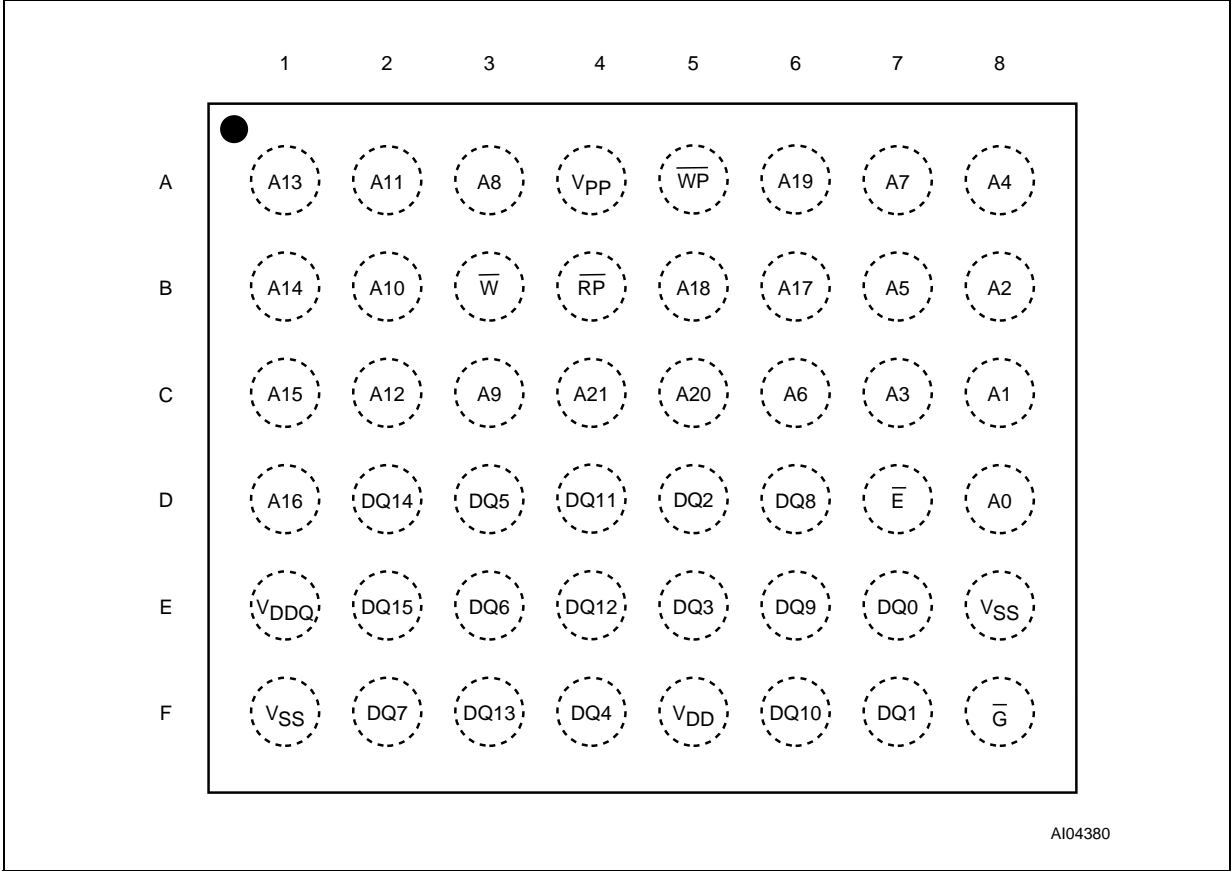 1 2 3 4 5 6 7 8
A A13 A11 A8 VPP W̅P̅ A19 A7 A4
B A14 A10 W̅ R̅P̅ A18 A17 A5 A2
C A15 A12 A9 A21 A20 A6 A3 A1
D A16 DQ14 DQ5 DQ11 DQ2 DQ8 E̅ A0
E VDDQ DQ15 DQ6 DQ12 DQ3 DQ9 DQ0 VSS
F VSS DQ7 DQ13 DQ4 VDD DQ10 DQ1 G̅
AI04380